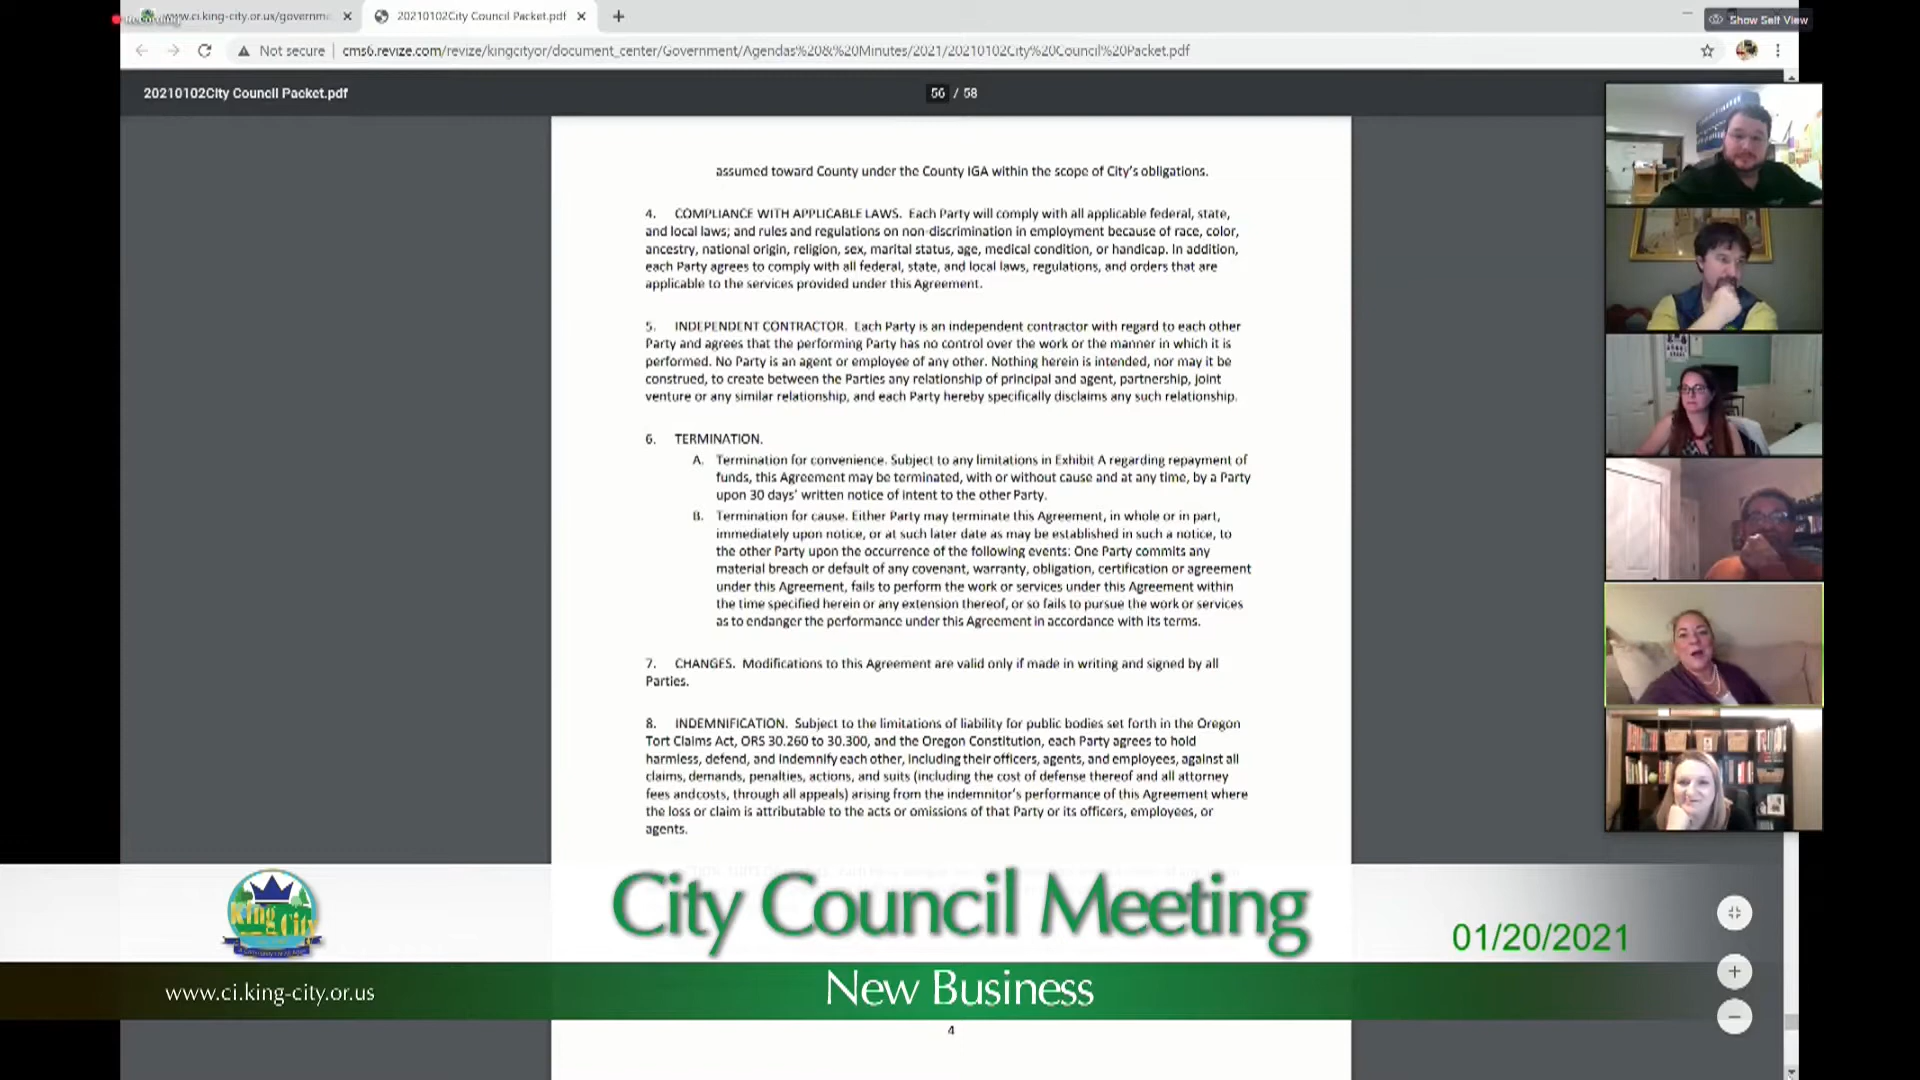 www.ci.king-city.or.us/governm
20210102City Council Packet.pdf
Show Self View
Not secure
cms6.revize.com/revize/kingcityor/document_center/Government/Agendas%20&%20Minutes/2021/20210102City%20Council%20Packet.pdf
20210102City Council Packet.pdf
56 / 58
assumed toward County under the County IGA within the scope of City's obligations.
4. COMPLIANCE WITH APPLICABLE LAWS. Each Party will comply with all applicable federal, state,
and local laws; and rules and regulations on non-discrimination in employment because of race, color,
ancestry, national origin, religion, sex, marital status, age, medical condition, or handicap. In addition,
each Party agrees to comply with all federal, state, and local laws, regulations, and orders that are
applicable to the services provided under this Agreement.
5. INDEPENDENT CONTRACTOR. Each Party is an independent contractor with regard to each other
Party and agrees that the performing Party has no control over the work or the manner in which it is
performed. No Party is an agent or employee of any other. Nothing herein is intended, nor may it be
construed, to create between the Parties any relationship of principal and agent, partnership, joint
venture or any similar relationship, and each Party hereby specifically disclaims any such relationship.
6. TERMINATION.
A. Termination for convenience. Subject to any limitations in Exhibit A regarding repayment of
funds, this Agreement may be terminated, with or without cause and at any time, by a Party
upon 30 days' written notice of intent to the other Party.
B. Termination for cause. Either Party may terminate this Agreement, in whole or in part,
immediately upon notice, or at such later date as may be established in such a notice, to
the other Party upon the occurrence of the following events: One Party commits any
material breach or default of any covenant, warranty, obligation, certification or agreement
under this Agreement, fails to perform the work or services under this Agreement within
the time specified herein or any extension thereof, or so fails to pursue the work or services
as to endanger the performance under this Agreement in accordance with its terms.
7. CHANGES. Modifications to this Agreement are valid only if made in writing and signed by all
Parties.
8. INDEMNIFICATION. Subject to the limitations of liability for public bodies set forth in the Oregon
Tort Claims Act, ORS 30.260 to 30.300, and the Oregon Constitution, each Party agrees to hold
harmless, defend, and indemnify each other, including their officers, agents, and employees, against all
claims, demands, penalties, actions, and suits (including the cost of defense thereof and all attorney
fees andcosts, through all appeals) arising from the indemnitor's performance of this Agreement where
the loss or claim is attributable to the acts or omissions of that Party or its officers, employees, or
agents.
King City
City Council Meeting
01/20/2021
www.ci.king-city.or.us
New Business
4